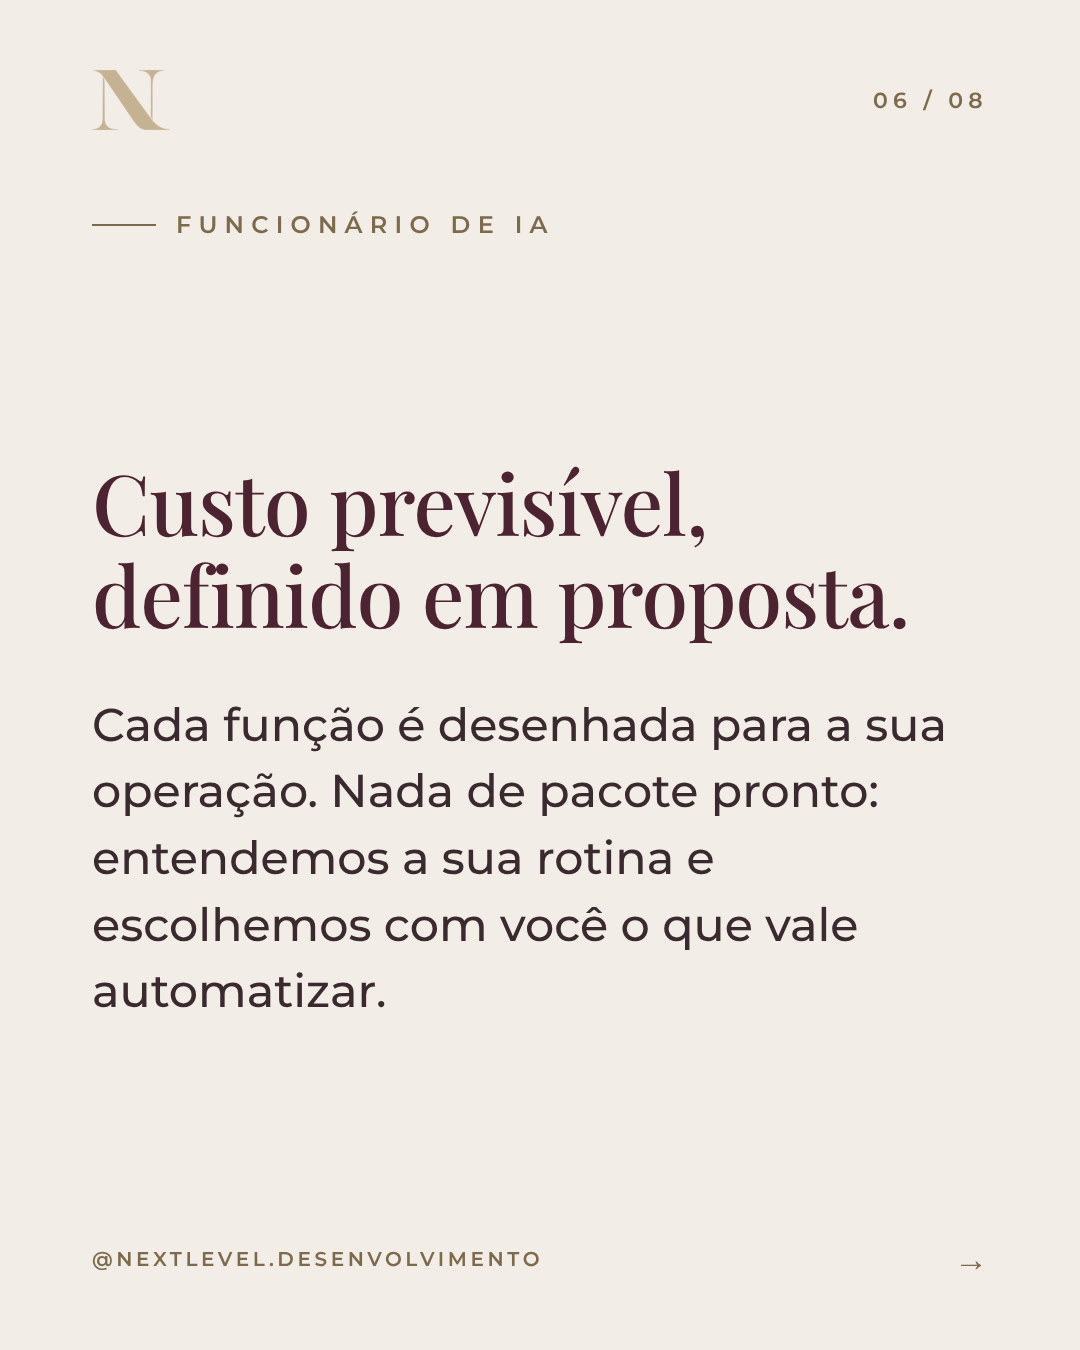 N
06 / 08
FUNCIONÁRIO DE IA
Custo previsível,
definido em proposta.
Cada função é desenhada para a sua
operação. Nada de pacote pronto:
entendemos a sua rotina e
escolhemos com você o que vale
automatizar.
@NEXTLEVEL.DESENVOLVIMENTO
→